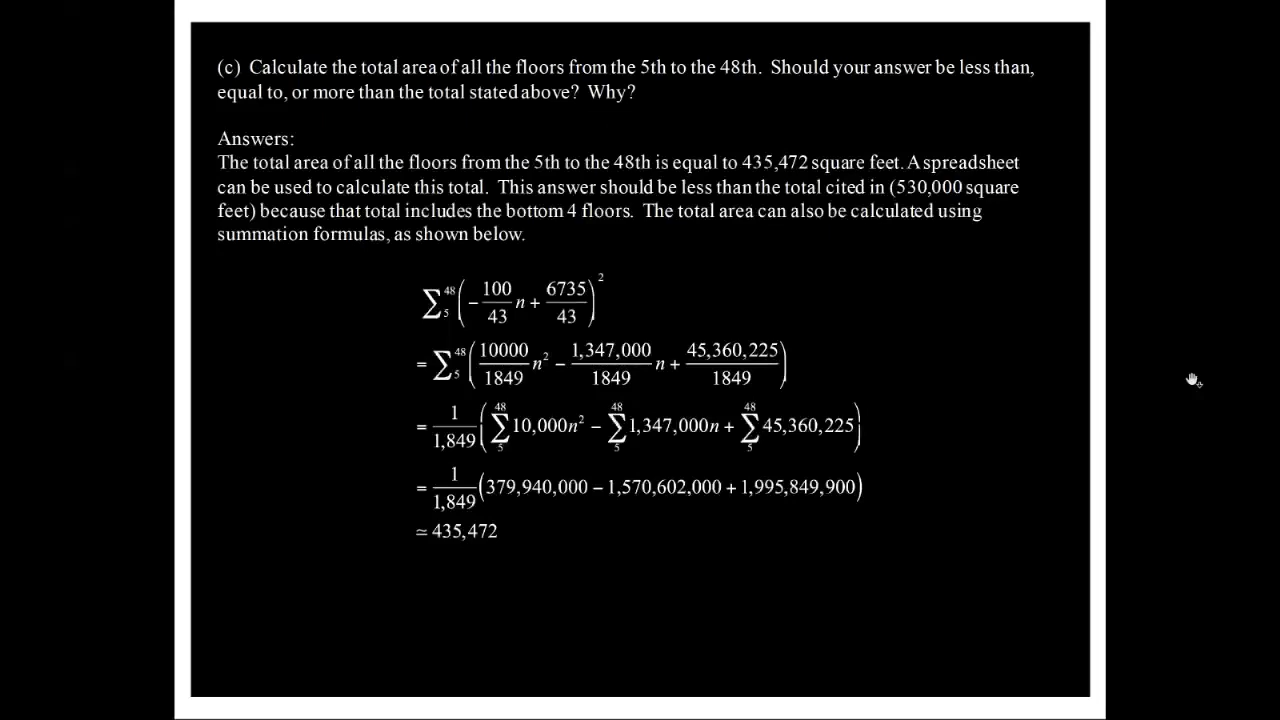 (c) Calculate the total area of all the floors from the 5th to the 48th. Should your answer be less than,
equal to, or more than the total stated above? Why?
Answers:
The total area of all the floors from the 5th to the 48th is equal to 435,472 square feet. A spreadsheet
can be used to calculate this total. This answer should be less than the total cited in (530,000 square
feet) because that total includes the bottom 4 floors. The total area can also be calculated using
summation formulas, as shown below.
∑₅⁴⁸ (− 100/43 n + 6735/43)²
= ∑₅⁴⁸ (10000/1849 n² − 1,347,000/1849 n + 45,360,225/1849)
= 1/1,849 (∑₅⁴⁸ 10,000n² − ∑₅⁴⁸ 1,347,000n + ∑₅⁴⁸ 45,360,225)
= 1/1,849 (379,940,000 − 1,570,602,000 + 1,995,849,900)
≃ 435,472